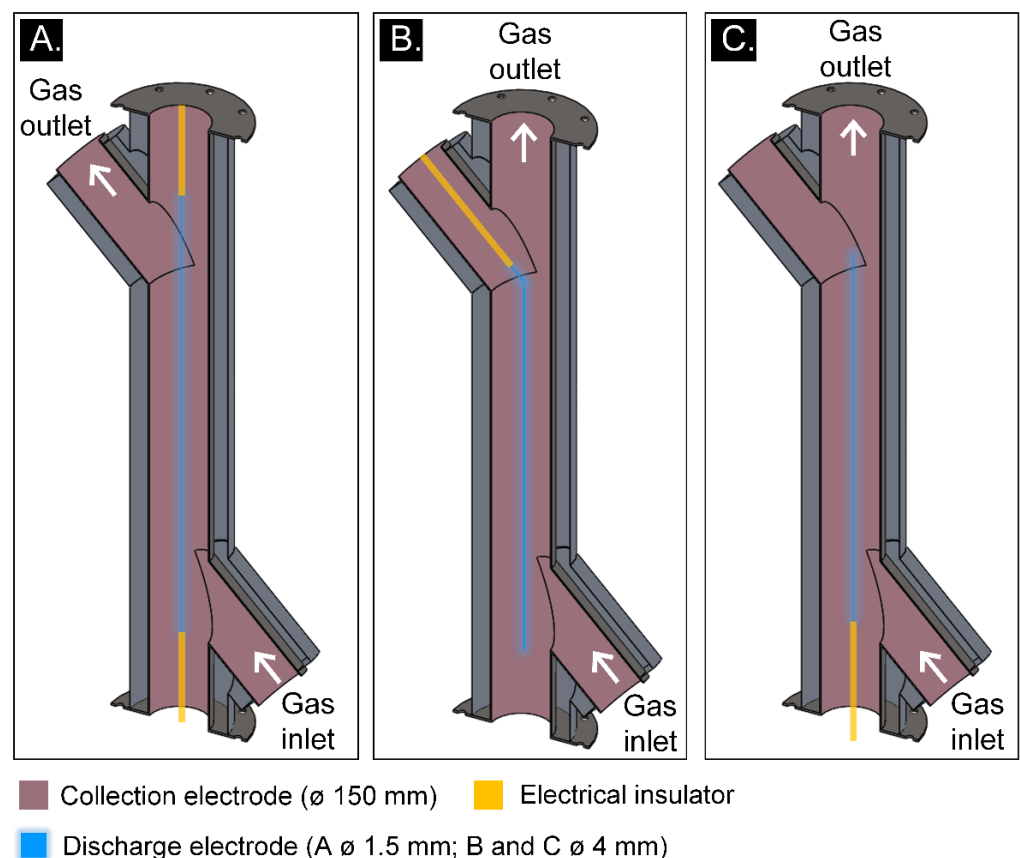 A.
Gas
outlet
Gas
inlet
B.
Gas
outlet
Gas
inlet
C.
Gas
outlet
Gas
inlet
Collection electrode (ø 150 mm)
Electrical insulator
Discharge electrode (A ø 1.5 mm; B and C ø 4 mm)